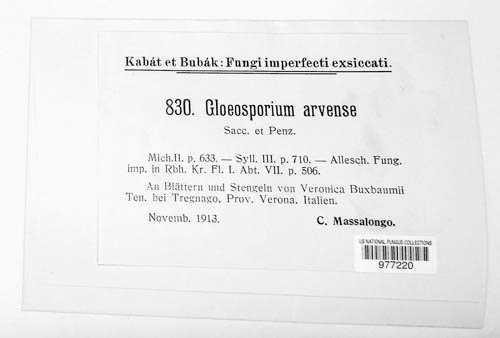 Kabát et Bubák: Fungi imperfecti exsiccati.
830. Gloeosporium arvense
Sacc. et Penz.
Mich.II. p. 633. — Syll. III. p. 710. — Allesch. Fung.
imp. in Rbh. Kr. Fl. I. Abt. VII. p. 506.
An Blättern und Stengeln von Veronica Buxbaumii
Ten. bei Tregnago, Prov. Verona, Italien.
Novemb. 1913. C. Massalongo.
US NATIONAL FUNGUS COLLECTIONS
977220